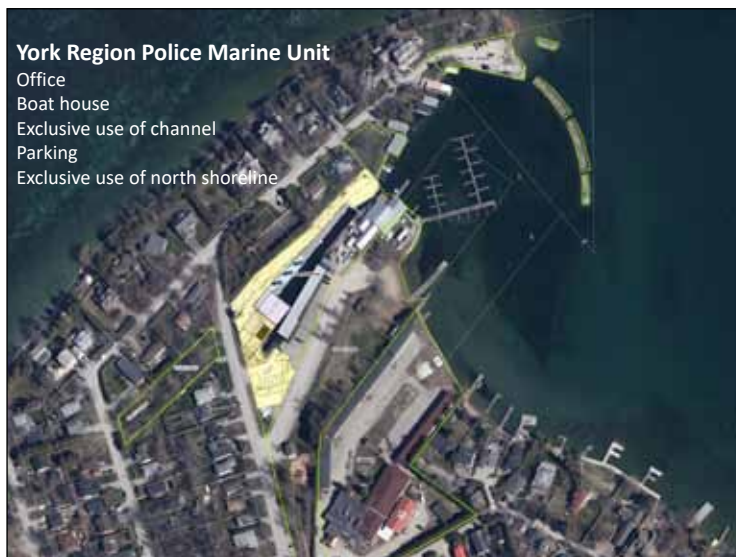 York Region Police Marine Unit
Office
Boat house
Exclusive use of channel
Parking
Exclusive use of north shoreline